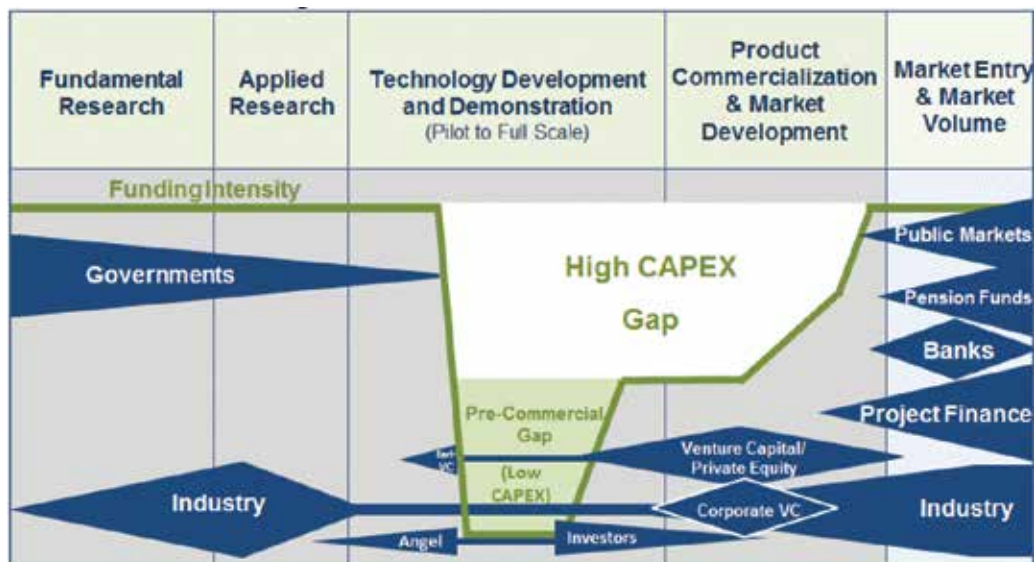 Fundamental
Research
Applied
Research
Technology Development
and Demonstration
(Pilot to Full Scale)
Product
Commercialization
& Market
Development
Market Entry
& Market
Volume
Funding Intensity
Governments
High CAPEX
Gap
Public Markets
Pension Funds
Banks
Project Finance
Pre-Commercial
Gap
(Low
CAPEX)
VC
Venture Capital/
Private Equity
Industry
Corporate VC
Industry
Angel
Investors